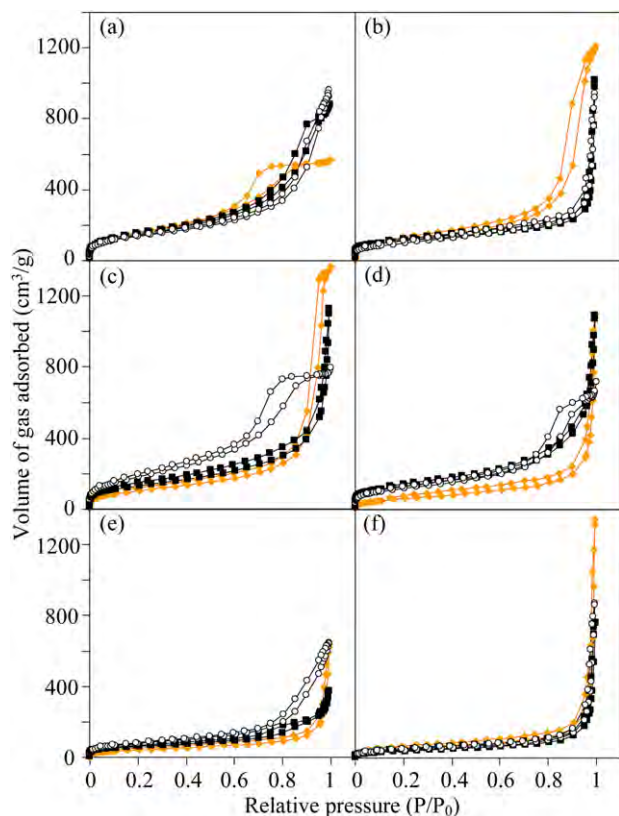 (a)
(b)
1200
800
400
0
(c)
(d)
1200
800
400
0
(e)
(f)
1200
800
400
0
0 0.2 0.4 0.6 0.8 1 0 0.2 0.4 0.6 0.8 1
Volume of gas adsorbed (cm³/g)
Relative pressure (P/P₀)